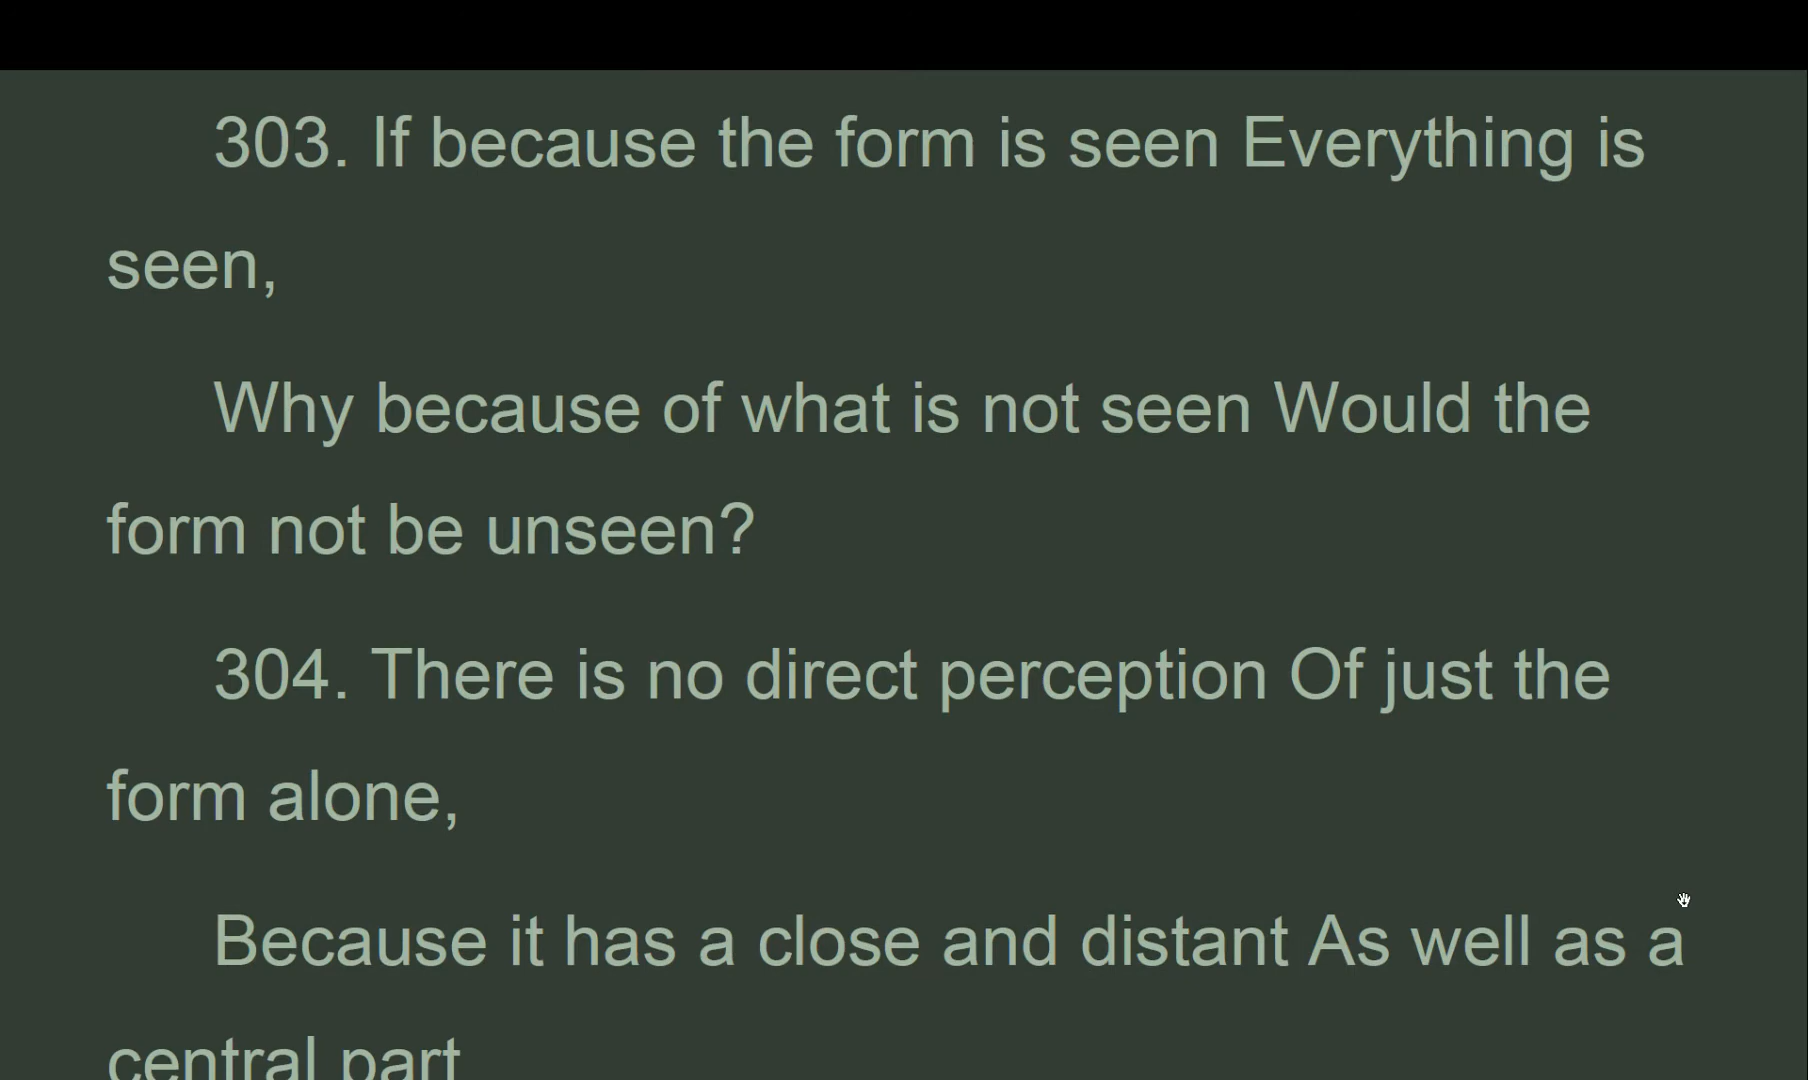 303. If because the form is seen Everything is
seen,
Why because of what is not seen Would the
form not be unseen?
304. There is no direct perception Of just the
form alone,
Because it has a close and distant As well as a
central part